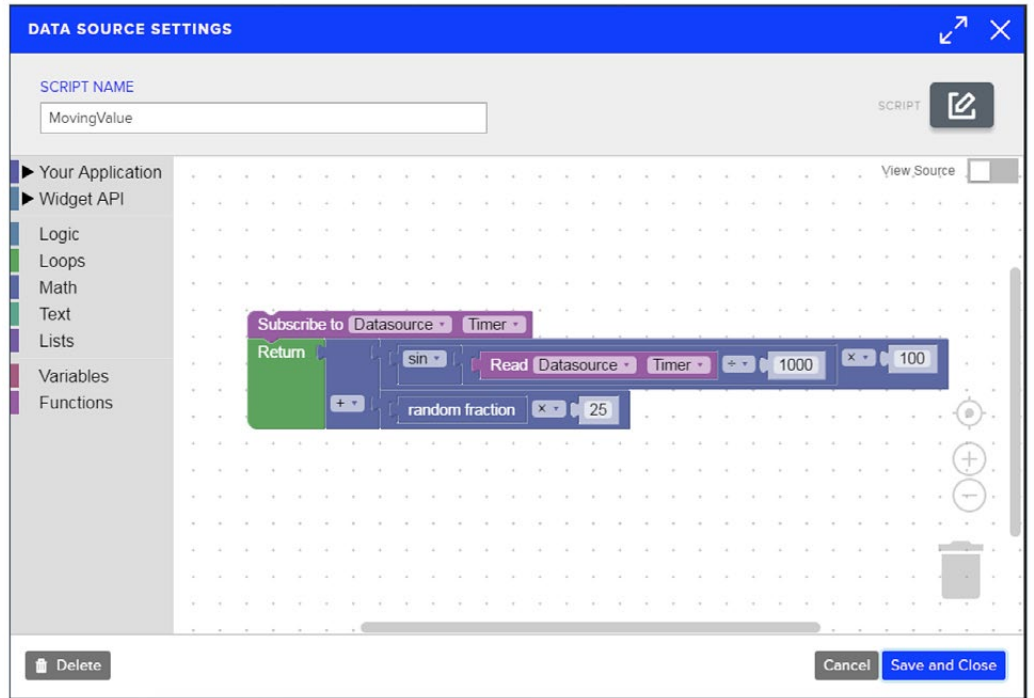 DATA SOURCE SETTINGS
SCRIPT NAME
MovingValue
SCRIPT
View Source
Your Application
Widget API
Logic
Loops
Math
Text
Lists
Variables
Functions
Subscribe to Datasource Timer
Return sin Read Datasource Timer ÷ 1000 × 100
+ random fraction × 25
Delete
Cancel Save and Close